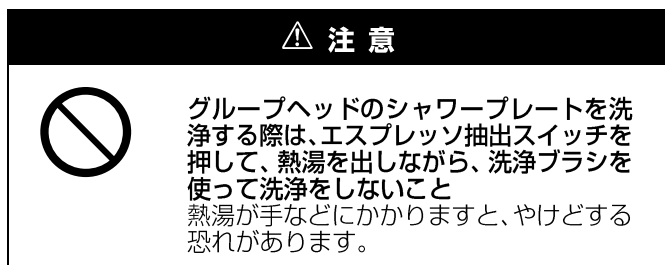 ⚠ 注 意
グループヘッドのシャワープレートを洗
浄する際は、エスプレッソ抽出スイッチを
押して、熱湯を出しながら、洗浄ブラシを
使って洗浄をしないこと
熱湯が手などにかかりますと、やけどする
恐れがあります。